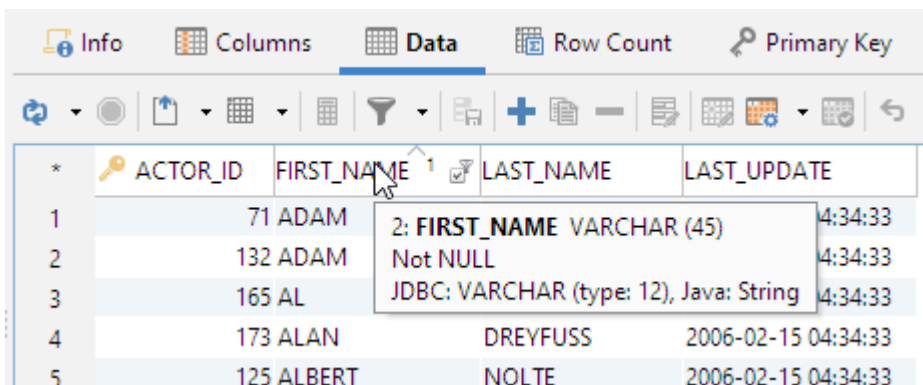 Info Columns Data Row Count Primary Key
* ACTOR_ID FIRST_NAME 1 LAST_NAME LAST_UPDATE
1 71 ADAM 4:34:33
2 132 ADAM 4:34:33
3 165 AL 4:34:33
2: FIRST_NAME VARCHAR (45)
Not NULL
JDBC: VARCHAR (type: 12), Java: String
4 173 ALAN DREYFUSS 2006-02-15 04:34:33
5 125 ALBERT NOLTE 2006-02-15 04:34:33